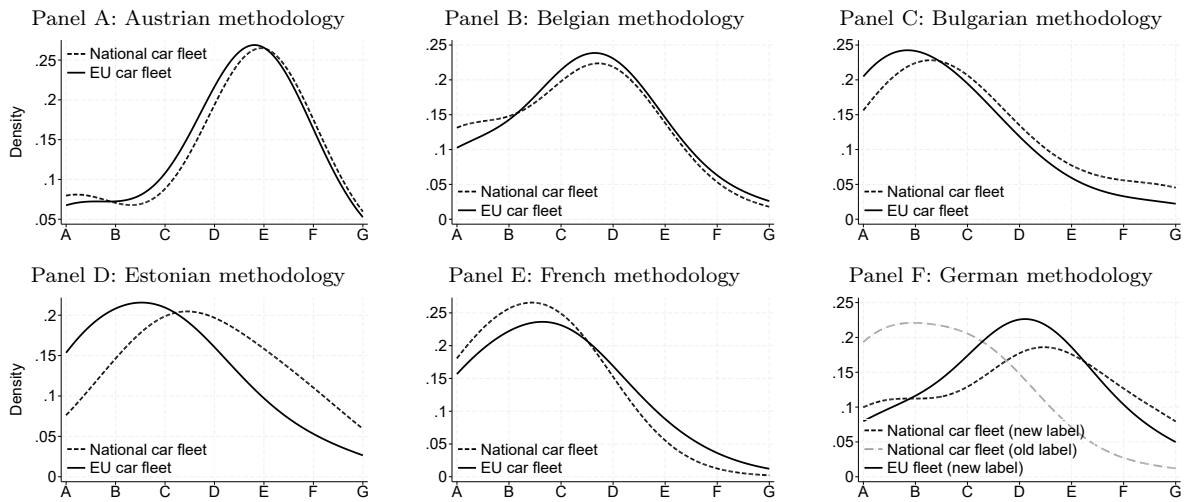 Panel A: Austrian methodology
Density
.25
.2
.15
.1
.05
National car fleet
EU car fleet
A B C D E F G
Panel B: Belgian methodology
.25
.2
.15
.1
.05
0
National car fleet
EU car fleet
A B C D E F G
Panel C: Bulgarian methodology
.25
.2
.15
.1
.05
0
National car fleet
EU car fleet
A B C D E F G
Panel D: Estonian methodology
Density
.2
.15
.1
.05
0
National car fleet
EU car fleet
A B C D E F G
Panel E: French methodology
.25
.2
.15
.1
.05
0
National car fleet
EU car fleet
A B C D E F G
Panel F: German methodology
.25
.2
.15
.1
.05
0
National car fleet (new label)
National car fleet (old label)
EU fleet (new label)
A B C D E F G